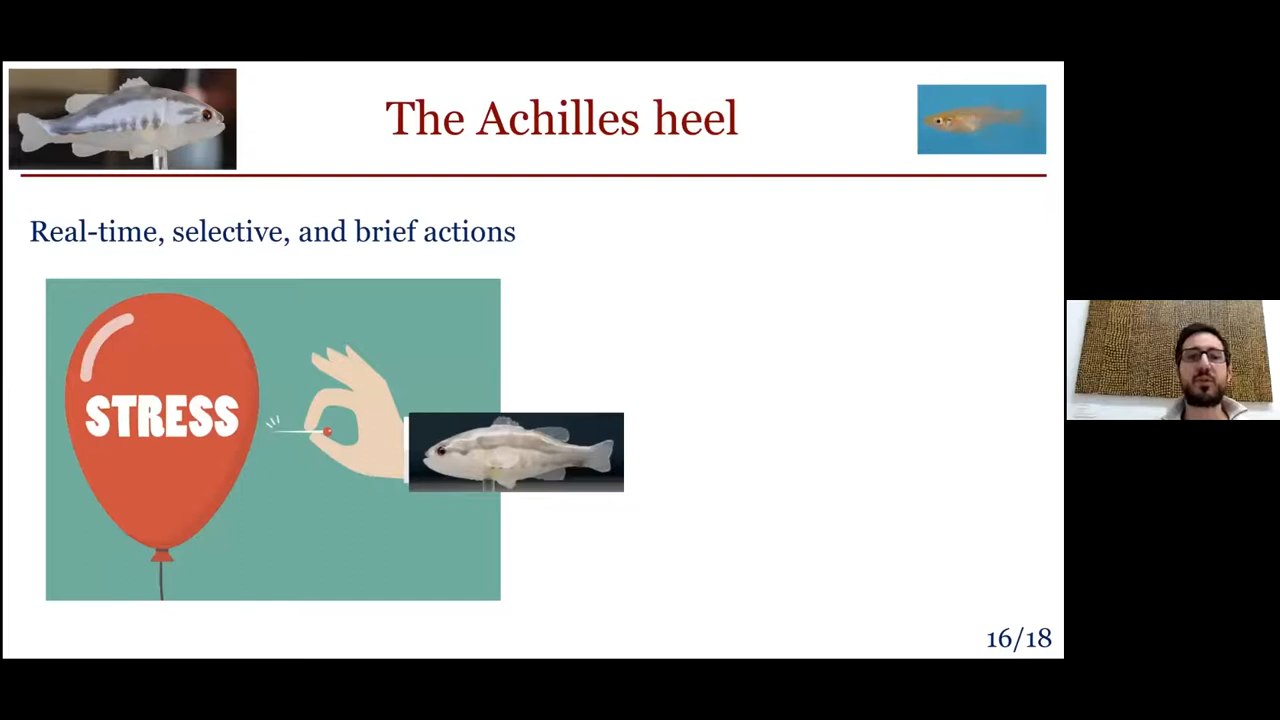 The Achilles heel
Real-time, selective, and brief actions
STRESS
16/18